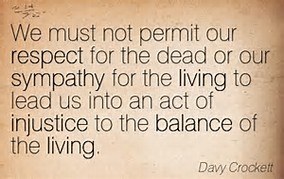 We must not permit our
respect for the dead or our
sympathy for the living to
lead us into an act of
injustice to the balance of
the living.
Davy Crockett